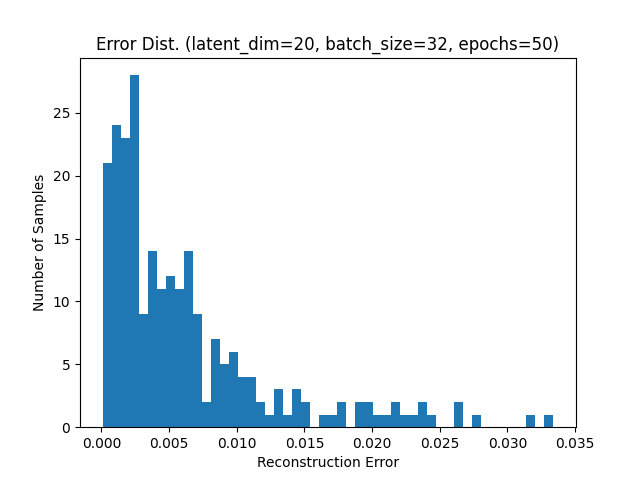 Error Dist. (latent_dim=20, batch_size=32, epochs=50)
25
20
15
10
5
0
Number of Samples
0.000 0.005 0.010 0.015 0.020 0.025 0.030 0.035
Reconstruction Error